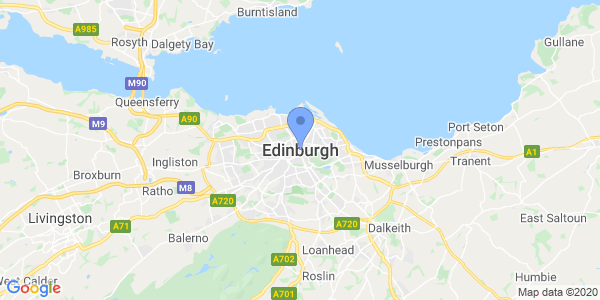 Burntisland
A985
Rosyth
Dalgety Bay
Gullane
M90
Queensferry
A90
M9
Port Seton
Prestonpans
A1
Edinburgh
Ingliston
Musselburgh
Tranent
Broxburn
Ratho
M8
A720
Livingston
A71
A720
Dalkeith
East Saltoun
Balerno
Loanhead
A702
Roslin
West Calder
Humbie
A701
Google
Map data ©2020